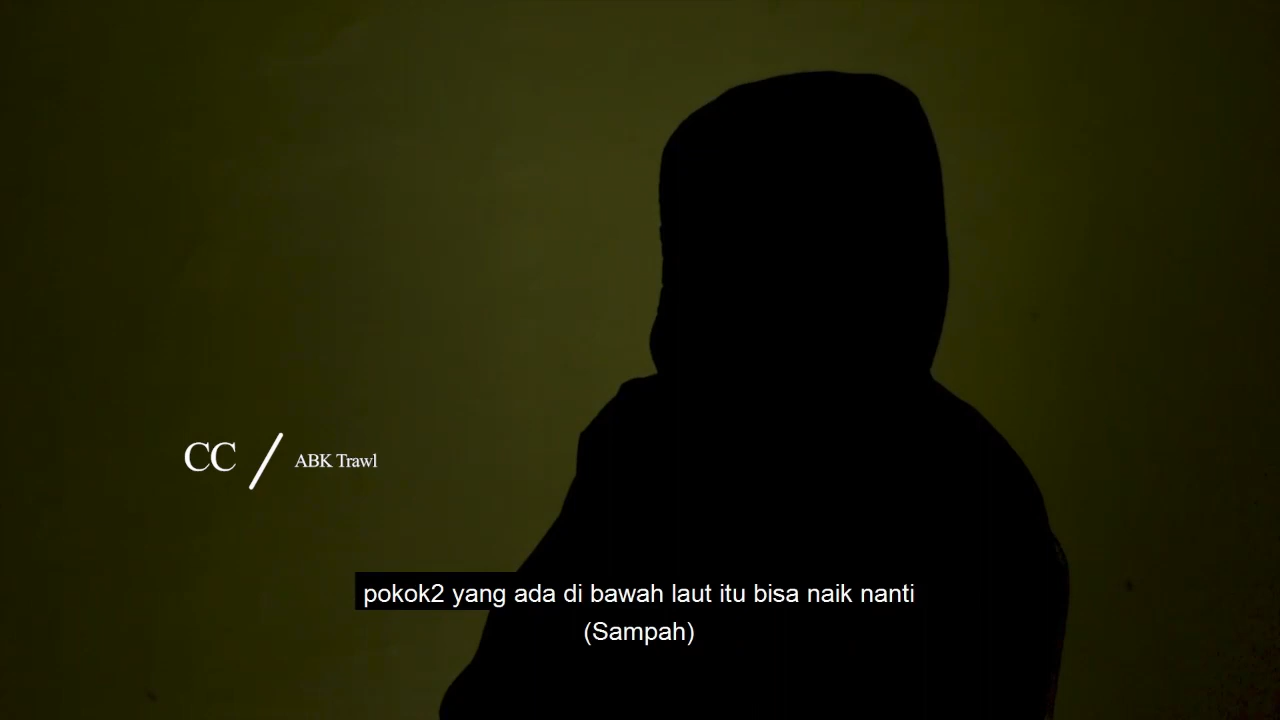 CC / ABK Trawl
pokok2 yang ada di bawah laut itu bisa naik nanti
(Sampah)